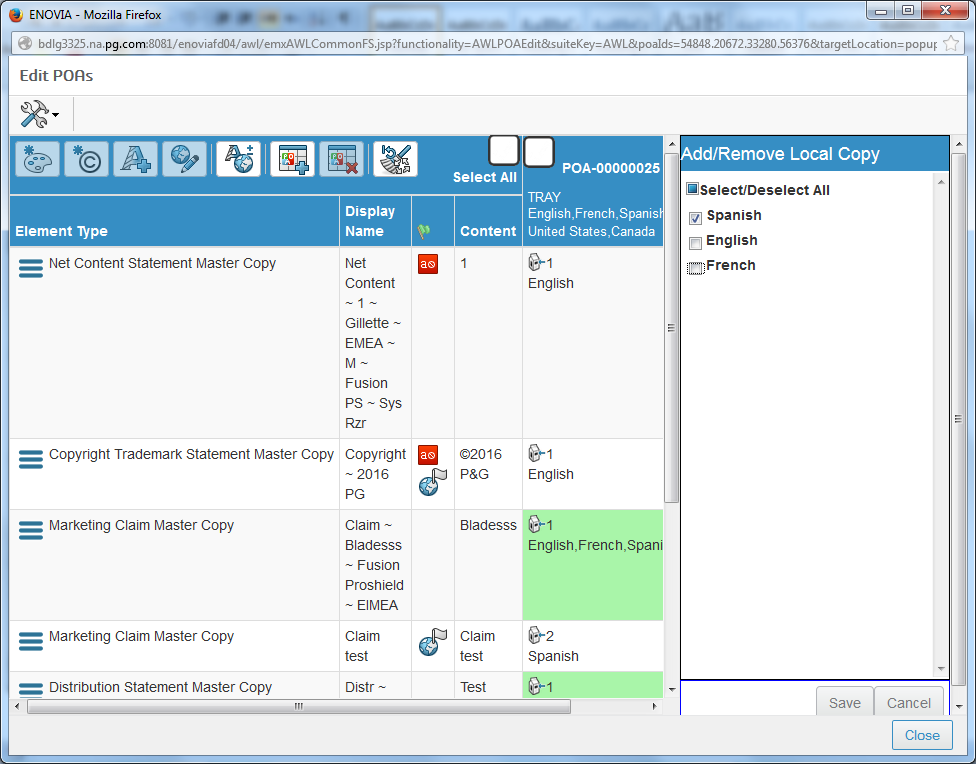 ENOVIA - Mozilla Firefox
bdlg3325.na.pg.com:8081/enoviafd04/awl/emxAWLCommonFS.jsp?functionality=AWLPOAEdit&suiteKey=AWL&poaIds=54848.20672.33280.56376&targetLocation=popup
Edit POAs
Select All
POA-00000025
TRAY
English,French,Spanish
United States,Canada
Element Type
Display Name
Content
Net Content Statement Master Copy
Net
Content
~ 1 ~
Gillette ~
EMEA ~
M ~
Fusion
PS ~ Sys
Rzr
1
1
English
Copyright Trademark Statement Master Copy
Copyright
~ 2016
PG
©2016
P&G
1
English
Marketing Claim Master Copy
Claim ~
Bladesss
~ Fusion
Proshield
~ EIMEA
Bladesss
1
English,French,Spani
Marketing Claim Master Copy
Claim
test
Claim
test
2
Spanish
Distribution Statement Master Copy
Distr ~
Test
1
Add/Remove Local Copy
Select/Deselect All
Spanish
English
French
Save
Cancel
Close